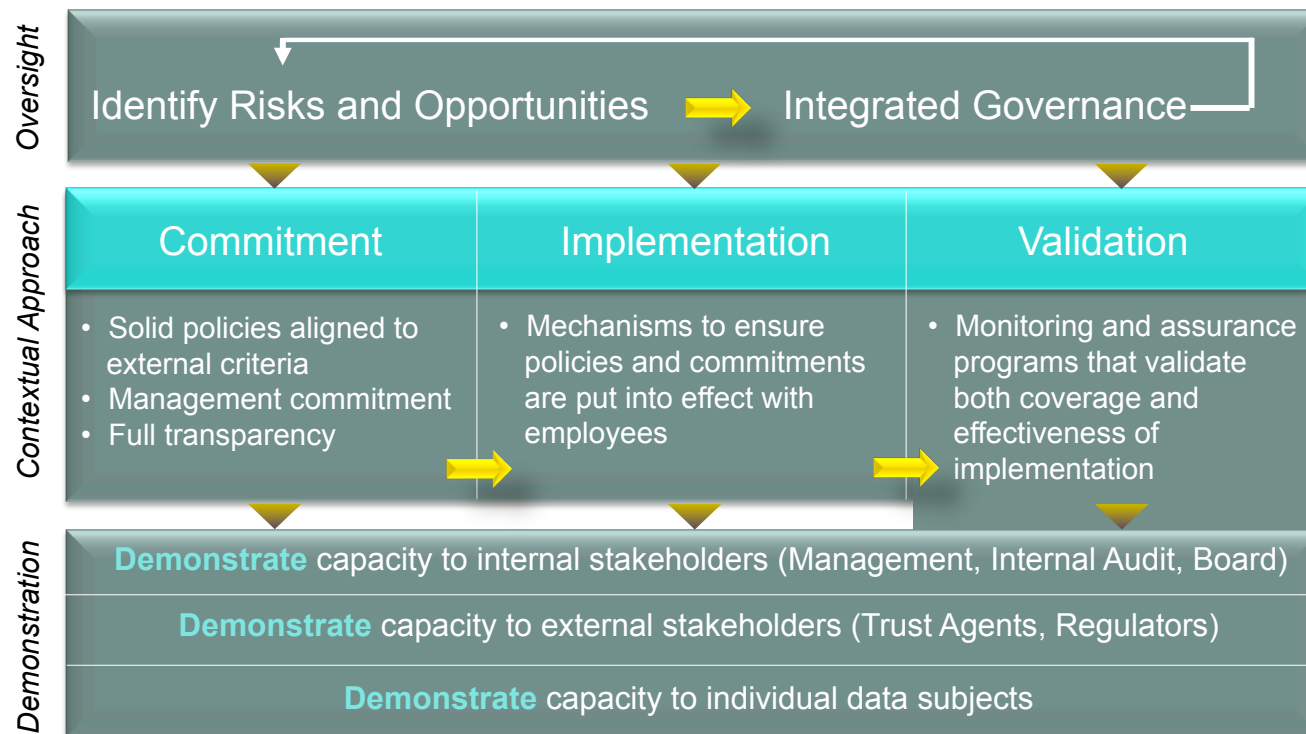 Oversight
Identify Risks and Opportunities
Integrated Governance
Contextual Approach
Commitment
Implementation
Validation
• Solid policies aligned to
external criteria
• Management commitment
• Full transparency
• Mechanisms to ensure
policies and commitments
are put into effect with
employees
• Monitoring and assurance
programs that validate
both coverage and
effectiveness of
implementation
Demonstration
Demonstrate capacity to internal stakeholders (Management, Internal Audit, Board)
Demonstrate capacity to external stakeholders (Trust Agents, Regulators)
Demonstrate capacity to individual data subjects